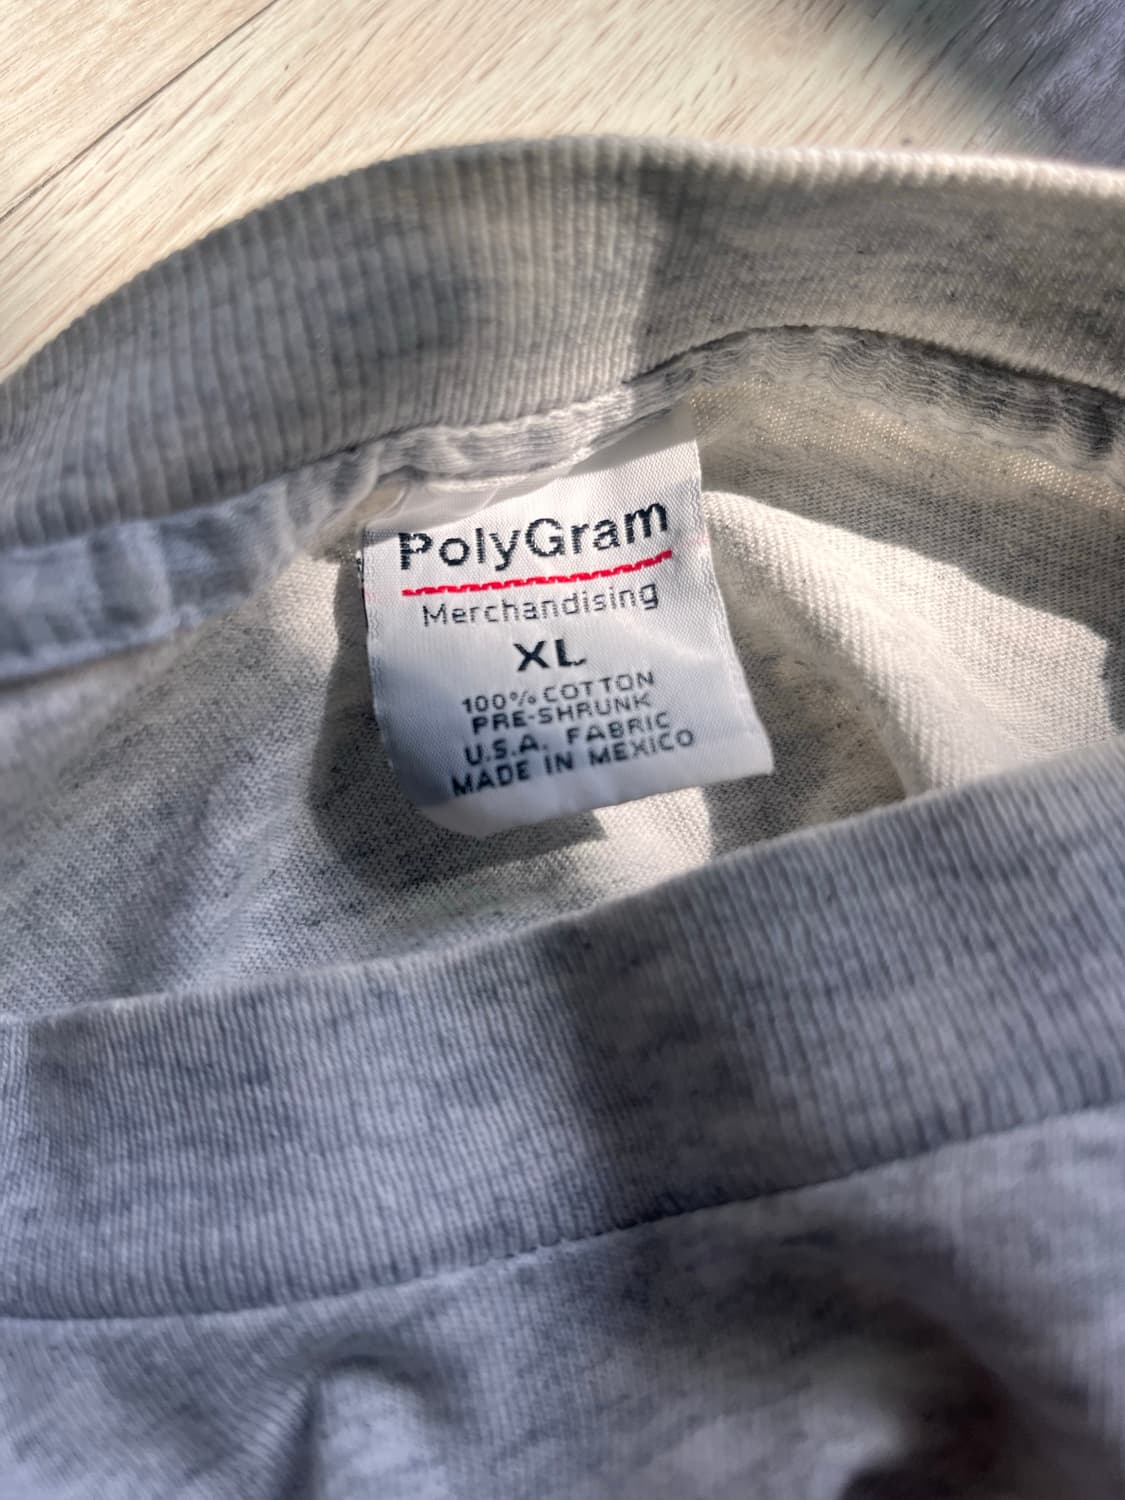 PolyGram
Merchandising
XL
100% COTTON
PRE-SHRUNK
U.S.A. FABRIC
MADE IN MEXICO